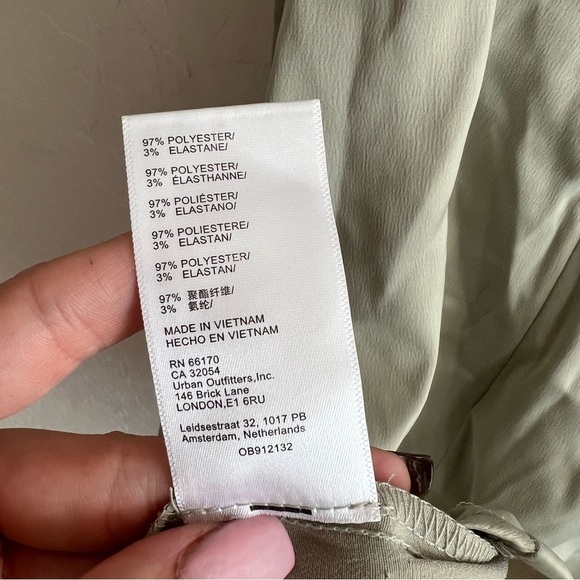 97% POLYESTER/
3% ELASTANE/
97% POLYESTER/
3% ÉLASTHANNE/
97% POLIÉSTER/
3% ELASTANO/
97% POLIESTERE/
3% ELASTAN/
97% POLYESTER/
3% ELASTAN/
97% 聚酯纤维/
3% 氨纶/
MADE IN VIETNAM
HECHO EN VIETNAM
RN 66170
CA 32054
Urban Outfitters,Inc.
146 Brick Lane
LONDON,E1 6RU
Leidsestraat 32, 1017 PB
Amsterdam, Netherlands
OB912132